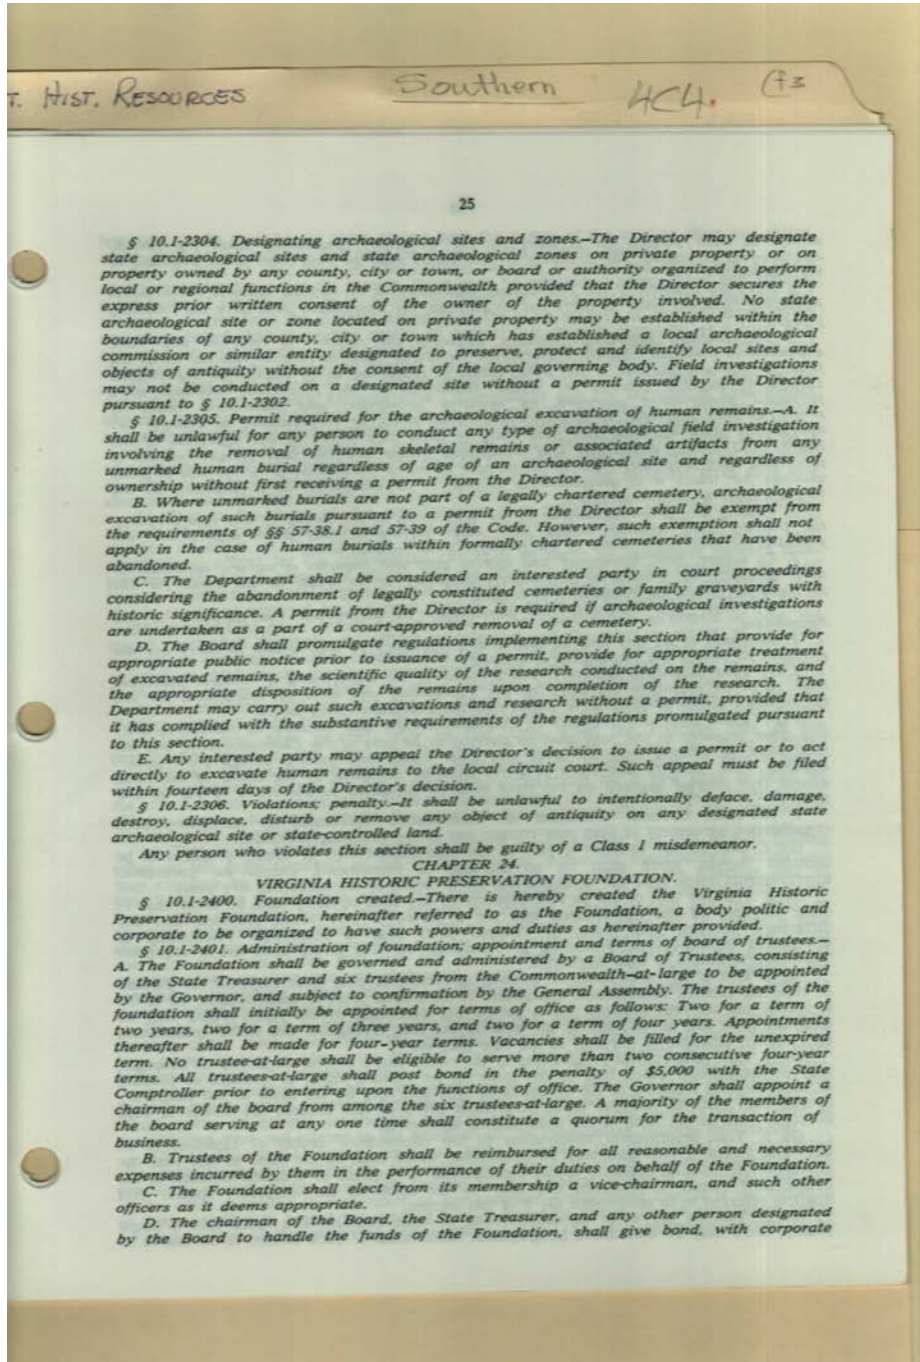 T. HIST. RESOURCES
Southern
4C4.
(f3
25
§ 10.1-2304. Designating archaeological sites and zones.—The Director may designate
state archaeological sites and state archaeological zones on private property or on
property owned by any county, city or town, or board or authority organized to perform
local or regional functions in the Commonwealth provided that the Director secures the
express prior written consent of the owner of the property involved. No state
archaeological site or zone located on private property may be established within the
boundaries of any county, city or town which has established a local archaeological
commission or similar entity designated to preserve, protect and identify local sites and
objects of antiquity without the consent of the local governing body. Field investigations
may not be conducted on a designated site without a permit issued by the Director
pursuant to § 10.1-2302.
§ 10.1-2305. Permit required for the archaeological excavation of human remains.—A. It
shall be unlawful for any person to conduct any type of archaeological field investigation
involving the removal of human skeletal remains or associated artifacts from any
unmarked human burial regardless of age of an archaeological site and regardless of
ownership without first receiving a permit from the Director.
B. Where unmarked burials are not part of a legally chartered cemetery, archaeological
excavation of such burials pursuant to a permit from the Director shall be exempt from
the requirements of §§ 57-38.1 and 57-39 of the Code. However, such exemption shall not
apply in the case of human burials within formally chartered cemeteries that have been
abandoned.
C. The Department shall be considered an interested party in court proceedings
considering the abandonment of legally constituted cemeteries or family graveyards with
historic significance. A permit from the Director is required if archaeological investigations
are undertaken as a part of a court-approved removal of a cemetery.
D. The Board shall promulgate regulations implementing this section that provide for
appropriate public notice prior to issuance of a permit, provide for appropriate treatment
of excavated remains, the scientific quality of the research conducted on the remains, and
the appropriate disposition of the remains upon completion of the research. The
Department may carry out such excavations and research without a permit, provided that
it has complied with the substantive requirements of the regulations promulgated pursuant
to this section.
E. Any interested party may appeal the Director's decision to issue a permit or to act
directly to excavate human remains to the local circuit court. Such appeal must be filed
within fourteen days of the Director's decision.
§ 10.1-2306. Violations; penalty.—It shall be unlawful to intentionally deface, damage,
destroy, displace, disturb or remove any object of antiquity on any designated state
archaeological site or state-controlled land.
Any person who violates this section shall be guilty of a Class 1 misdemeanor.
CHAPTER 24.
VIRGINIA HISTORIC PRESERVATION FOUNDATION.
§ 10.1-2400. Foundation created.—There is hereby created the Virginia Historic
Preservation Foundation, hereinafter referred to as the Foundation, a body politic and
corporate to be organized to have such powers and duties as hereinafter provided.
§ 10.1-2401. Administration of foundation; appointment and terms of board of trustees.—
A. The Foundation shall be governed and administered by a Board of Trustees, consisting
of the State Treasurer and six trustees from the Commonwealth-at-large to be appointed
by the Governor, and subject to confirmation by the General Assembly. The trustees of the
foundation shall initially be appointed for terms of office as follows: Two for a term of
two years, two for a term of three years, and two for a term of four years. Appointments
thereafter shall be made for four-year terms. Vacancies shall be filled for the unexpired
term. No trustee-at-large shall be eligible to serve more than two consecutive four-year
terms. All trustees-at-large shall post bond in the penalty of $5,000 with the State
Comptroller prior to entering upon the functions of office. The Governor shall appoint a
chairman of the board from among the six trustees-at-large. A majority of the members of
the board serving at any one time shall constitute a quorum for the transaction of
business.
B. Trustees of the Foundation shall be reimbursed for all reasonable and necessary
expenses incurred by them in the performance of their duties on behalf of the Foundation.
C. The Foundation shall elect from its membership a vice-chairman, and such other
officers as it deems appropriate.
D. The chairman of the Board, the State Treasurer, and any other person designated
by the Board to handle the funds of the Foundation, shall give bond, with corporate